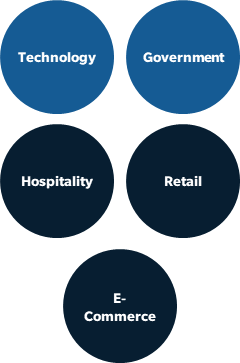 Technology
Government
Hospitality
Retail
E-
Commerce